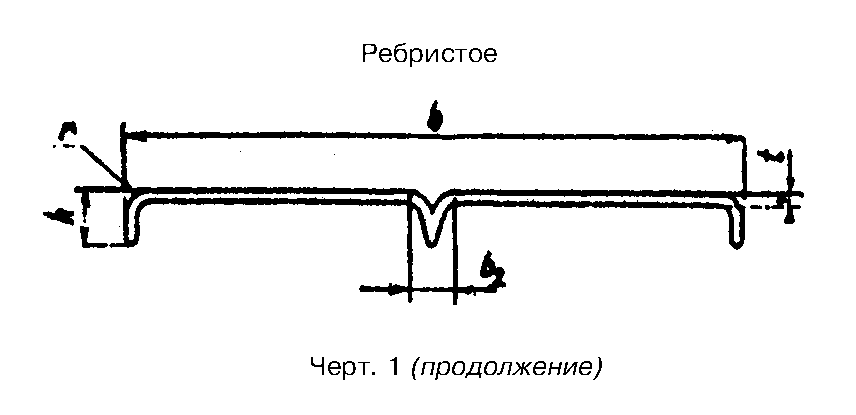 Ребристое
b
r
t
h
b₂
Черт. 1 (продолжение)